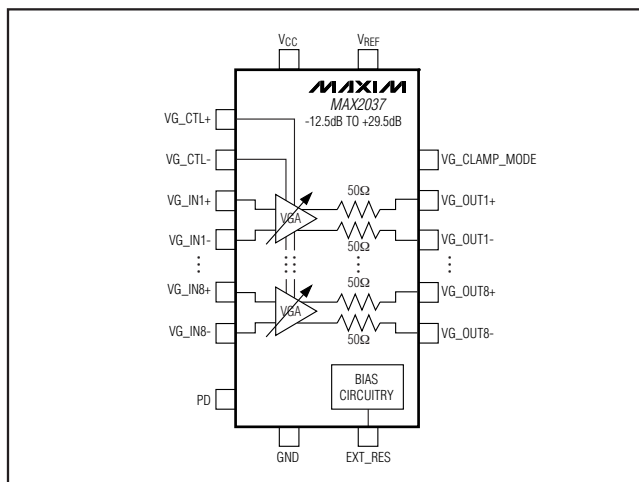 VCC
VREF
MAXIM
MAX2037
-12.5dB TO +29.5dB
VG_CTL+
VG_CTL-
VG_CLAMP_MODE
VG_IN1+
50Ω
VG_OUT1+
VGA
VG_IN1-
50Ω
VG_OUT1-
50Ω
VG_IN8+
VG_OUT8+
VGA
VG_IN8-
50Ω
VG_OUT8-
BIAS
CIRCUITRY
PD
GND
EXT_RES